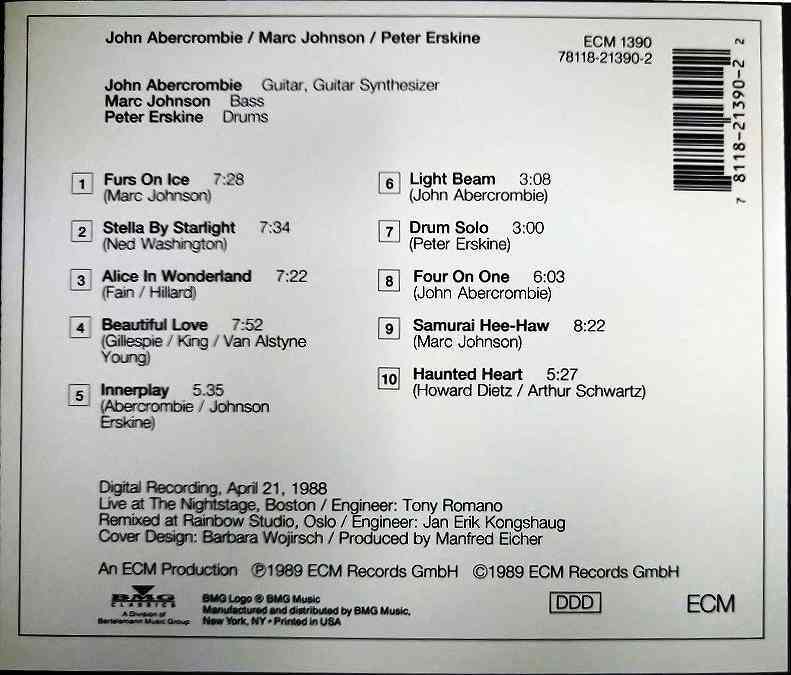 John Abercrombie / Marc Johnson / Peter Erskine
ECM 1390
78118-21390-2
John Abercrombie Guitar, Guitar Synthesizer
Marc Johnson Bass
Peter Erskine Drums
1 Furs On Ice 7:28
(Marc Johnson)
2 Stella By Starlight 7:34
(Ned Washington)
3 Alice In Wonderland 7:22
(Fain / Hillard)
4 Beautiful Love 7:52
(Gillespie / King / Van Alstyne
Young)
5 Innerplay 5.35
(Abercrombie / Johnson
Erskine)
6 Light Beam 3:08
(John Abercrombie)
7 Drum Solo 3:00
(Peter Erskine)
8 Four On One 6:03
(John Abercrombie)
9 Samurai Hee-Haw 8:22
(Marc Johnson)
10 Haunted Heart 5:27
(Howard Dietz / Arthur Schwartz)
7 8118-21390-2 2
Digital Recording, April 21, 1988
Live at The Nightstage, Boston / Engineer: Tony Romano
Remixed at Rainbow Studio, Oslo / Engineer: Jan Erik Kongshaug
Cover Design: Barbara Wojirsch / Produced by Manfred Eicher
An ECM Production ℗1989 ECM Records GmbH ©1989 ECM Records GmbH
BMG
CLASSICS
A Division of
Bertelsmann Music Group
BMG Logo ® BMG Music
Manufactured and distributed by BMG Music,
New York, NY • Printed in USA
DDD
ECM